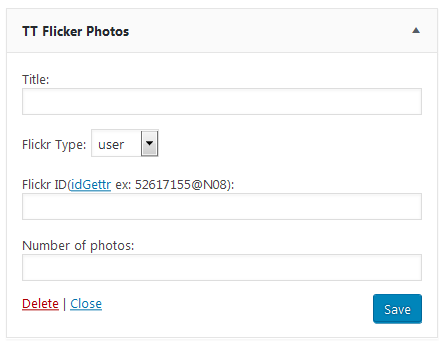 TT Flicker Photos
Title:
Flickr Type: user
Flickr ID(idGettr ex: 52617155@N08):
Number of photos:
Delete | Close
Save